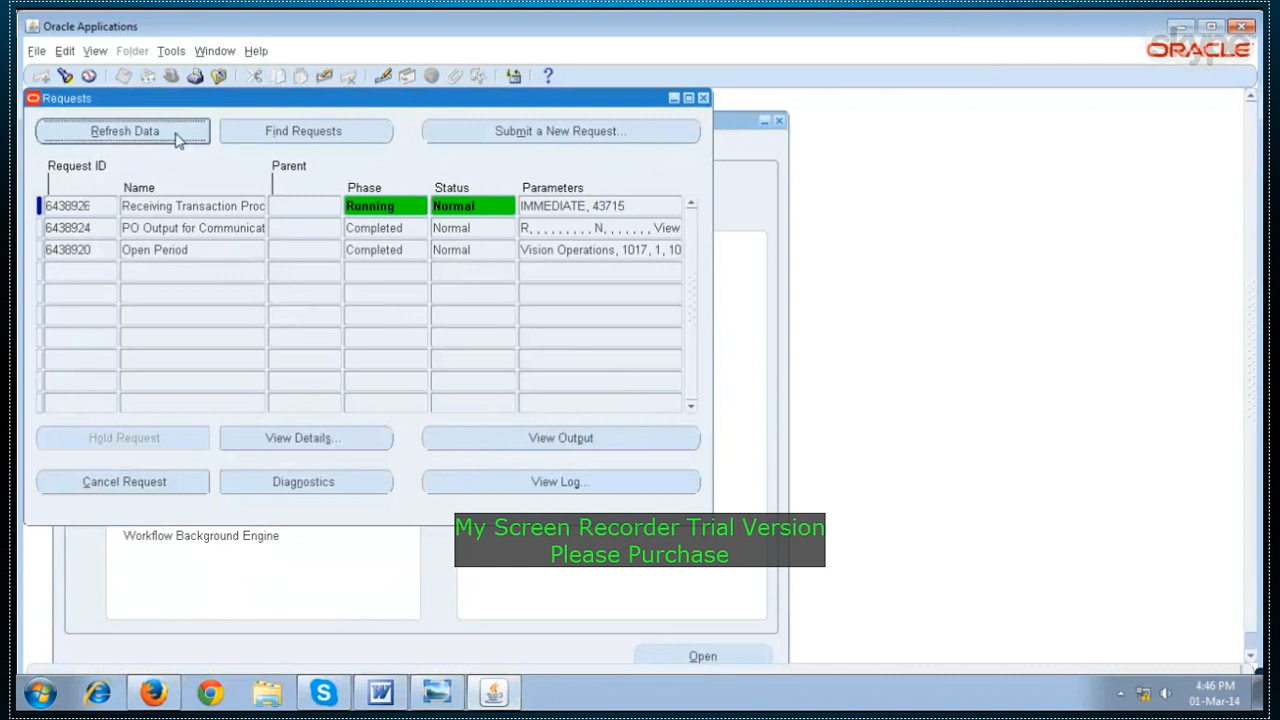 Oracle Applications
skype
File Edit View Folder Tools Window Help
ORACLE
Requests
Refresh Data Find Requests Submit a New Request...
Request ID Parent
Name Phase Status Parameters
6438926 Receiving Transaction Proc Running Normal IMMEDIATE, 43715
6438924 PO Output for Communicat Completed Normal R, , , , , , , , , N, , , , , , , View
6438920 Open Period Completed Normal Vision Operations, 1017, 1, 10
Hold Request View Details... View Output
Cancel Request Diagnostics View Log...
My Screen Recorder Trial Version
Please Purchase
Workflow Background Engine
Open
4:46 PM
01-Mar-14